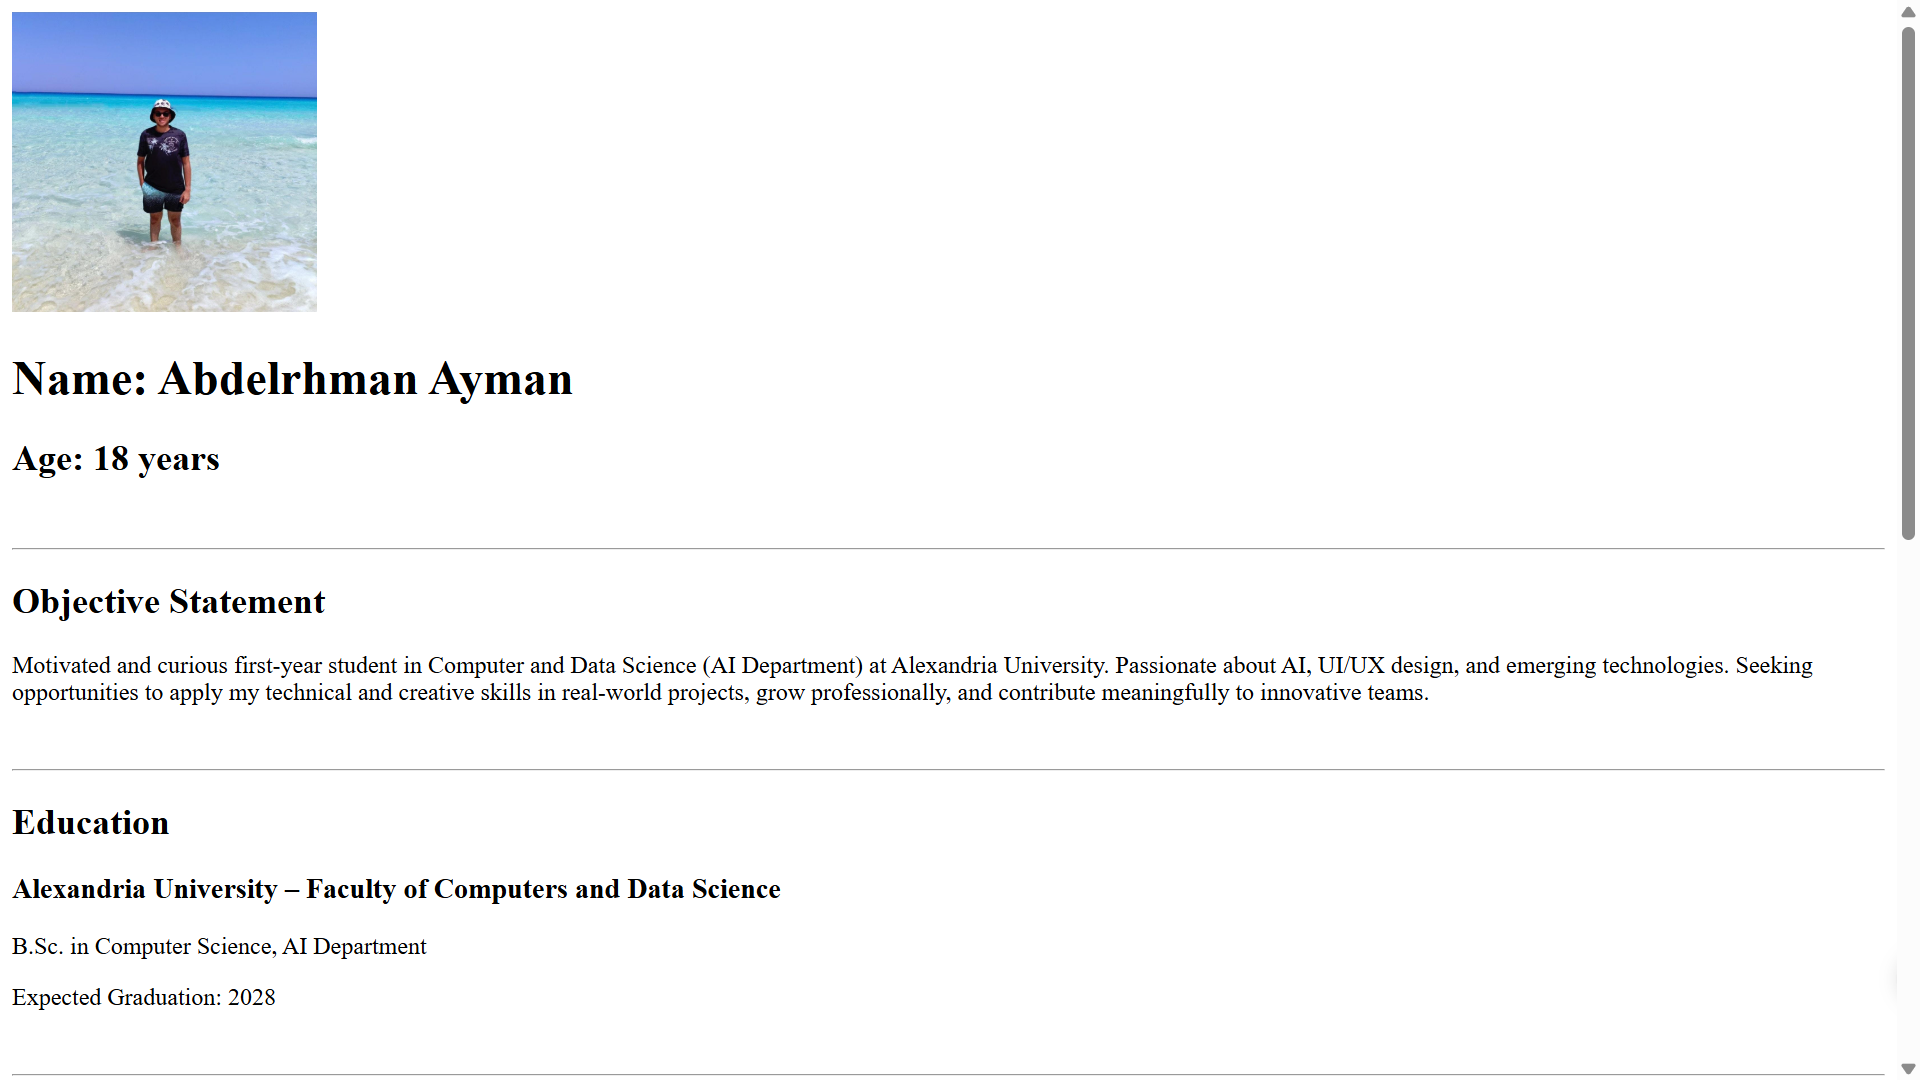 Name: Abdelrhman Ayman
Age: 18 years
Objective Statement
Motivated and curious first-year student in Computer and Data Science (AI Department) at Alexandria University. Passionate about AI, UI/UX design, and emerging technologies. Seeking
opportunities to apply my technical and creative skills in real-world projects, grow professionally, and contribute meaningfully to innovative teams.
Education
Alexandria University – Faculty of Computers and Data Science
B.Sc. in Computer Science, AI Department
Expected Graduation: 2028